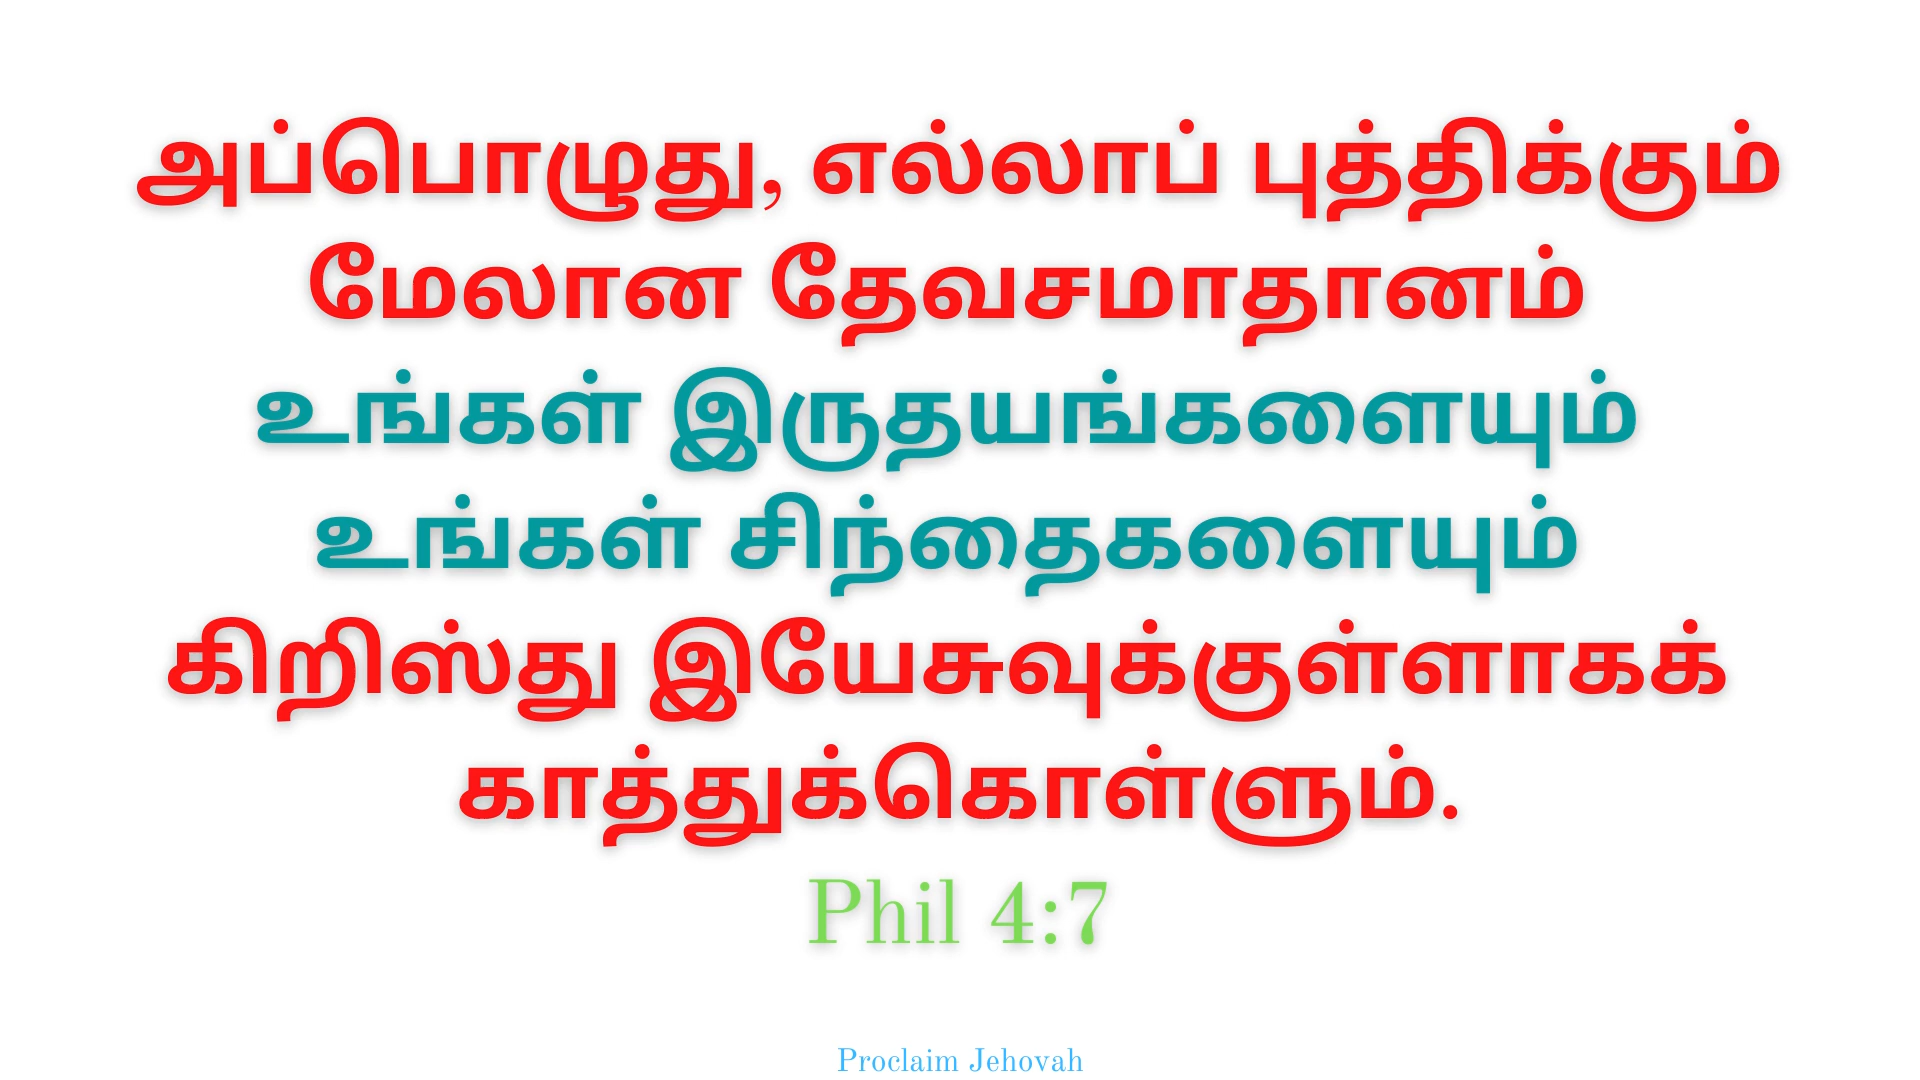 அப்பொழுது, எல்லாப் புத்திக்கும்
மேலான தேவசமாதானம்
உங்கள் இருதயங்களையும்
உங்கள் சிந்தைகளையும்
கிறிஸ்து இயேசுவுக்குள்ளாகக்
காத்துக்கொள்ளும்.
Phil 4:7
Proclaim Jehovah